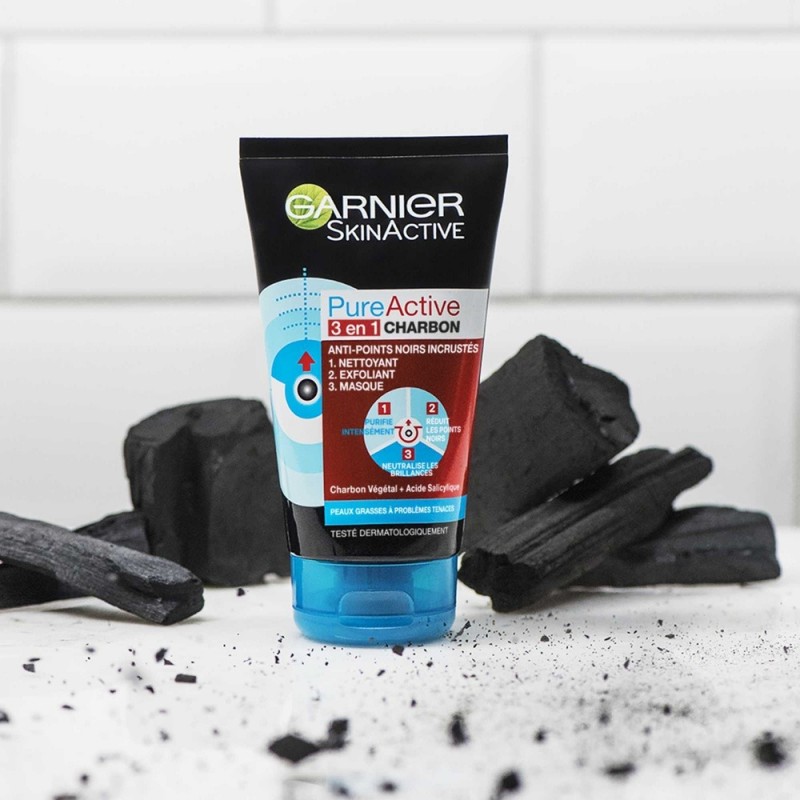 GARNIER
SKINACTIVE
PureActive
3 en 1 CHARBON
ANTI-POINTS NOIRS INCRUSTÉS
1. NETTOYANT
2. EXFOLIANT
3. MASQUE
1
PURIFIE
INTENSÉMENT
2
RÉDUIT
LES POINTS
NOIRS
3
NEUTRALISE LES
BRILLANCES
Charbon Végétal + Acide Salicylique
PEAUX GRASSES À PROBLÈMES TENACES
TESTÉ DERMATOLOGIQUEMENT